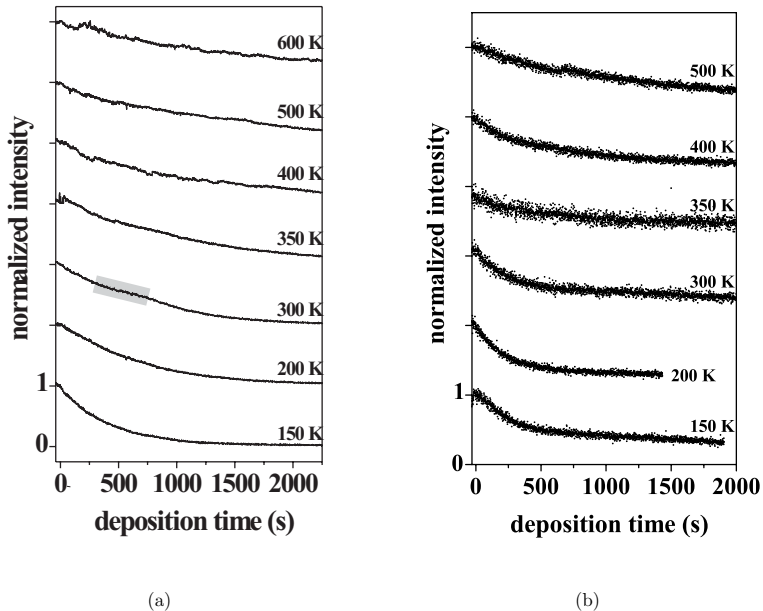 normalized intensity
600 K
500 K
400 K
350 K
300 K
200 K
150 K
1
0
0 500 1000 1500 2000
deposition time (s)
(a)
normalized intensity
500 K
400 K
350 K
300 K
200 K
150 K
1
0
0 500 1000 1500 2000
deposition time (s)
(b)